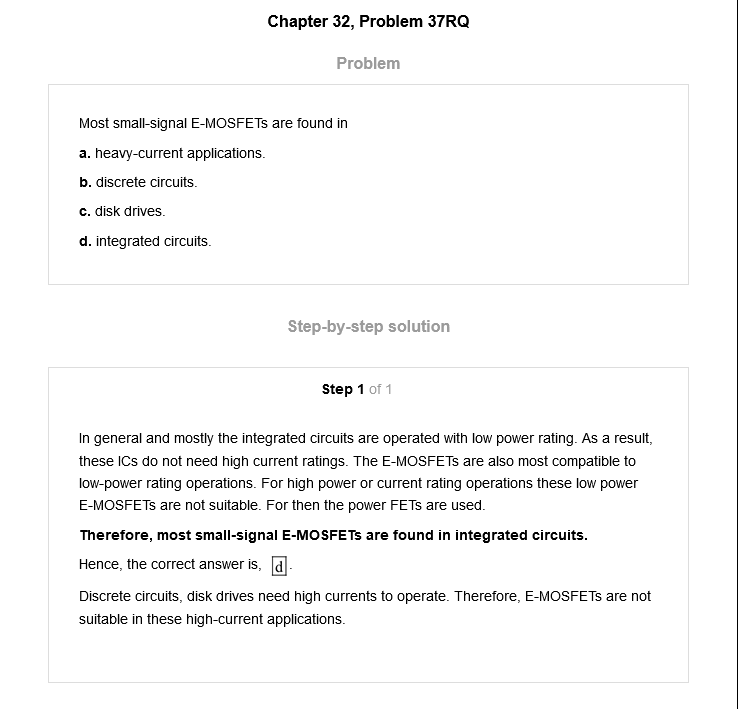 Chapter 32, Problem 37RQ
Problem
Most small-signal E-MOSFETs are found in
a. heavy-current applications.
b. discrete circuits.
c. disk drives.
d. integrated circuits.
Step-by-step solution
Step 1 of 1
In general and mostly the integrated circuits are operated with low power rating. As a result,
these ICs do not need high current ratings. The E-MOSFETs are also most compatible to
low-power rating operations. For high power or current rating operations these low power
E-MOSFETs are not suitable. For then the power FETs are used.
Therefore, most small-signal E-MOSFETs are found in integrated circuits.
Hence, the correct answer is, d.
Discrete circuits, disk drives need high currents to operate. Therefore, E-MOSFETs are not
suitable in these high-current applications.